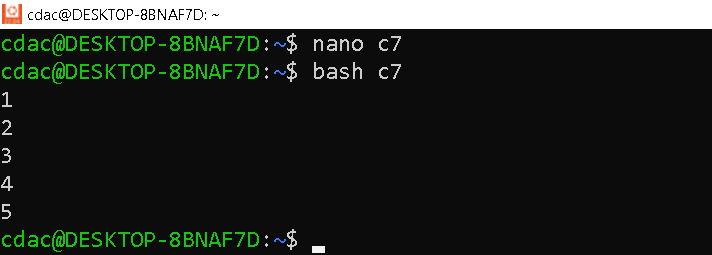 cdac@DESKTOP-8BNAF7D: ~
cdac@DESKTOP-8BNAF7D:~$ nano c7
cdac@DESKTOP-8BNAF7D:~$ bash c7
1
2
3
4
5
cdac@DESKTOP-8BNAF7D:~$